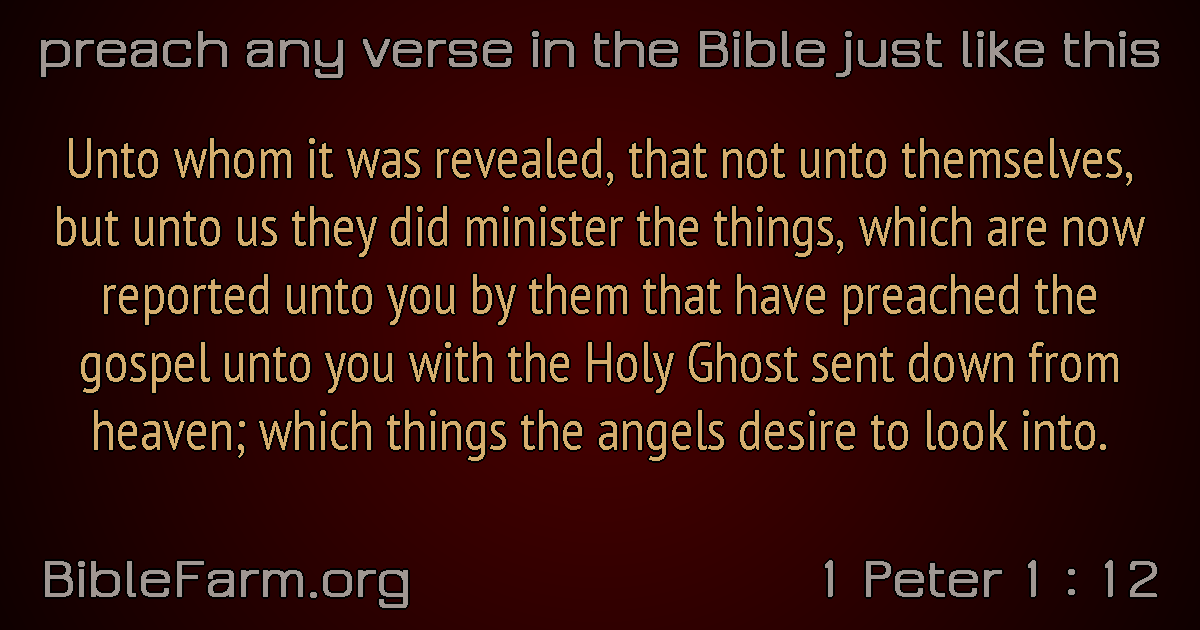 preach any verse in the Bible just like this
Unto whom it was revealed, that not unto themselves,
but unto us they did minister the things, which are now
reported unto you by them that have preached the
gospel unto you with the Holy Ghost sent down from
heaven; which things the angels desire to look into.
BibleFarm.org
1 Peter 1 : 12